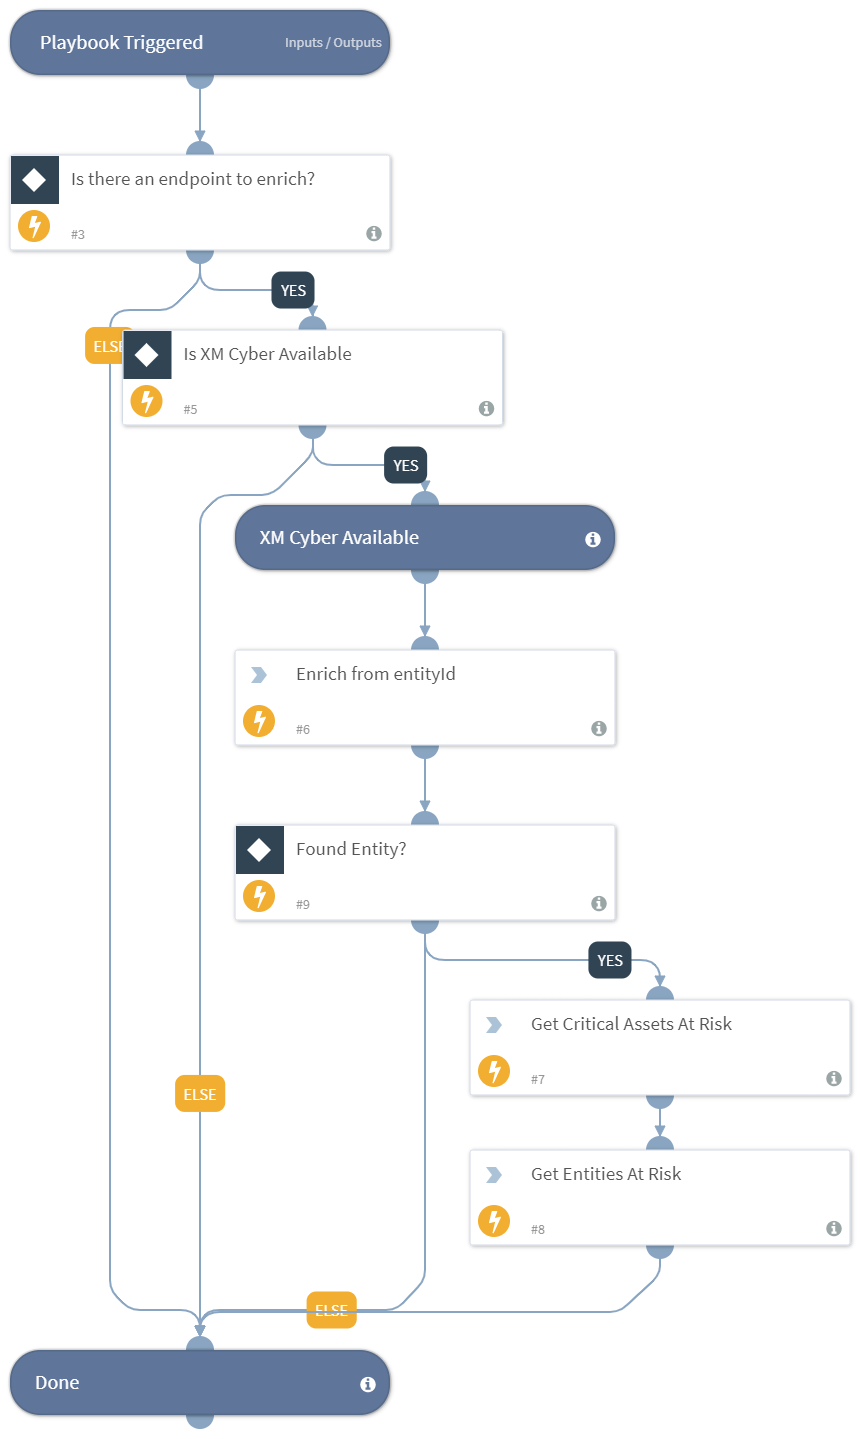 Playbook Triggered
Inputs / Outputs
Is there an endpoint to enrich?
#3
YES
ELSE
Is XM Cyber Available
#5
YES
XM Cyber Available
Enrich from entityId
#6
Found Entity?
#9
YES
Get Critical Assets At Risk
#7
ELSE
Get Entities At Risk
#8
ELSE
Done